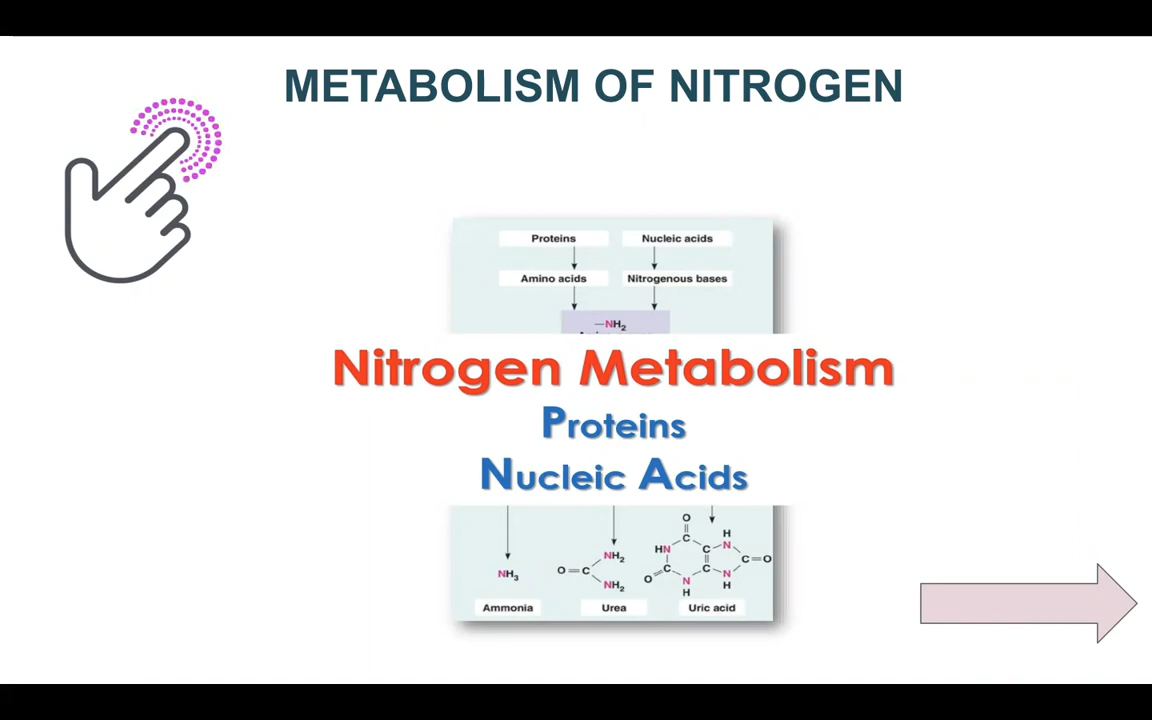 METABOLISM OF NITROGEN
Proteins Nucleic acids
Amino acids Nitrogenous bases
—NH2
Nitrogen Metabolism
Proteins
Nucleic Acids
O
C
HN
C
C
O
N
H
C
N
H
H
N
C=O
NH3
O=C
NH2
NH2
Ammonia Urea Uric acid